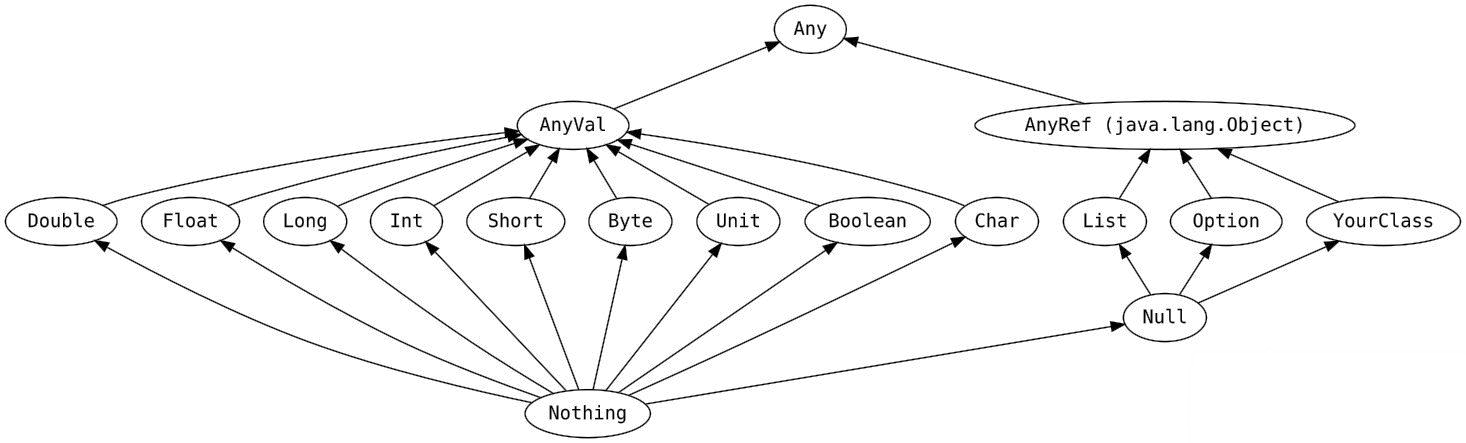 Any
AnyVal
AnyRef (java.lang.Object)
Double
Float
Long
Int
Short
Byte
Unit
Boolean
Char
List
Option
YourClass
Null
Nothing